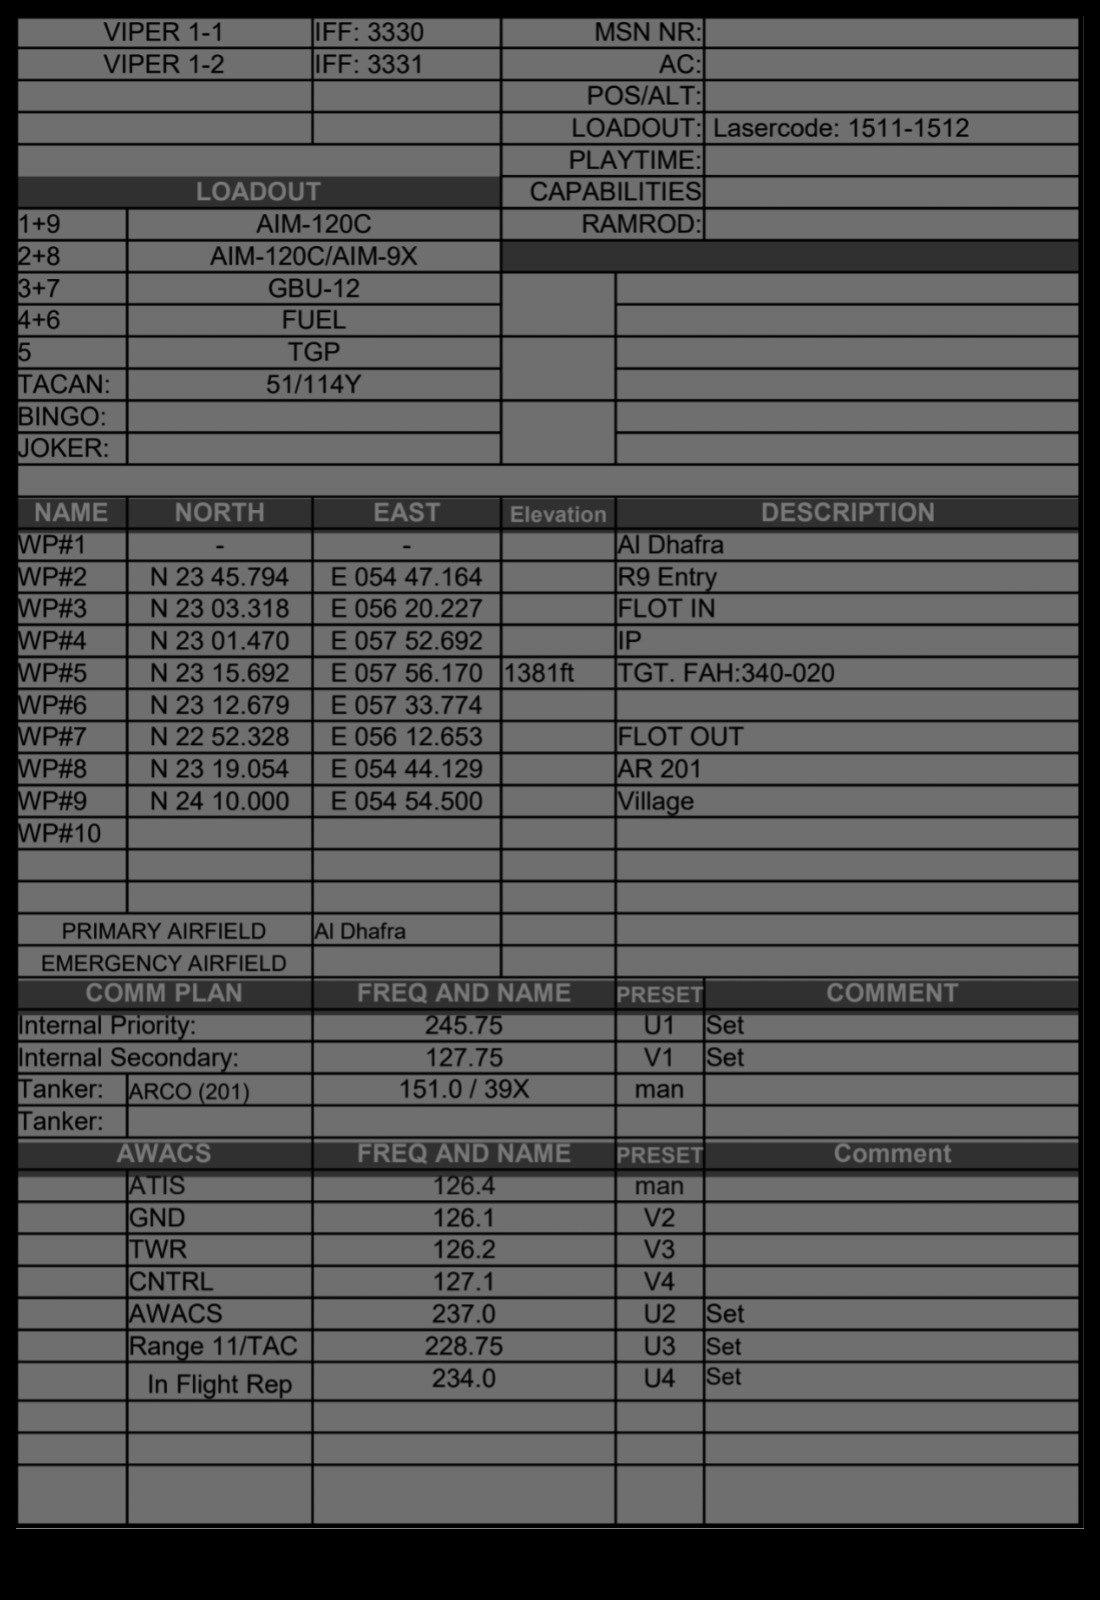 VIPER 1-1 IFF: 3330 MSN NR:
VIPER 1-2 IFF: 3331 AC:
POS/ALT:
LOADOUT: Lasercode: 1511-1512
PLAYTIME:
LOADOUT CAPABILITIES
1+9 AIM-120C RAMROD:
2+8 AIM-120C/AIM-9X
3+7 GBU-12
4+6 FUEL
5 TGP
TACAN: 51/114Y
BINGO:
JOKER:
NAME NORTH EAST Elevation DESCRIPTION
WP#1 - - Al Dhafra
WP#2 N 23 45.794 E 054 47.164 R9 Entry
WP#3 N 23 03.318 E 056 20.227 FLOT IN
WP#4 N 23 01.470 E 057 52.692 IP
WP#5 N 23 15.692 E 057 56.170 1381ft TGT. FAH:340-020
WP#6 N 23 12.679 E 057 33.774
WP#7 N 22 52.328 E 056 12.653 FLOT OUT
WP#8 N 23 19.054 E 054 44.129 AR 201
WP#9 N 24 10.000 E 054 54.500 Village
WP#10
PRIMARY AIRFIELD Al Dhafra
EMERGENCY AIRFIELD
COMM PLAN FREQ AND NAME PRESET COMMENT
Internal Priority: 245.75 U1 Set
Internal Secondary: 127.75 V1 Set
Tanker: ARCO (201) 151.0 / 39X man
Tanker:
AWACS FREQ AND NAME PRESET Comment
ATIS 126.4 man
GND 126.1 V2
TWR 126.2 V3
CNTRL 127.1 V4
AWACS 237.0 U2 Set
Range 11/TAC 228.75 U3 Set
In Flight Rep 234.0 U4 Set